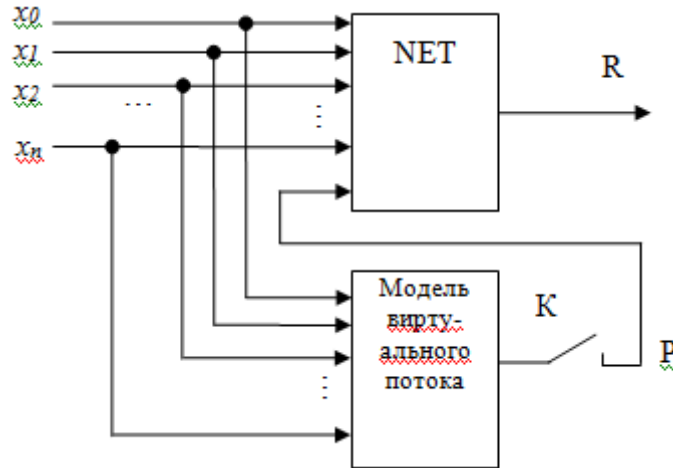 x0
x1
x2
xn
...
NET
R
Модель
вирту-
ального
потока
К
Р